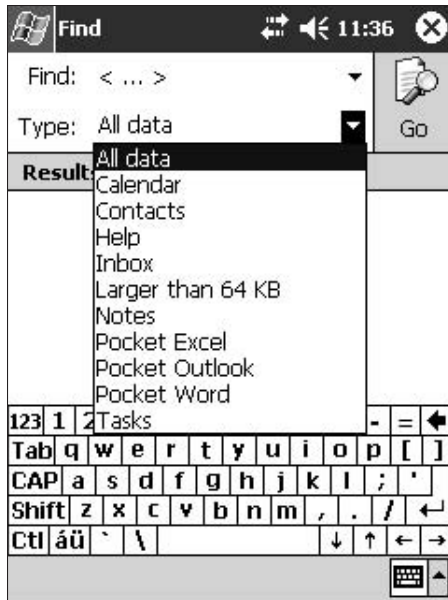 Find 11:36
Find: < ... >
Type: All data
Go
Results
All data
Calendar
Contacts
Help
Inbox
Larger than 64 KB
Notes
Pocket Excel
Pocket Outlook
Pocket Word
Tasks
123 1 2 - =
Tab q w e r t y u i o p [ ]
CAP a s d f g h j k l ; '
Shift z x c v b n m , . /
Ctl áü ` \